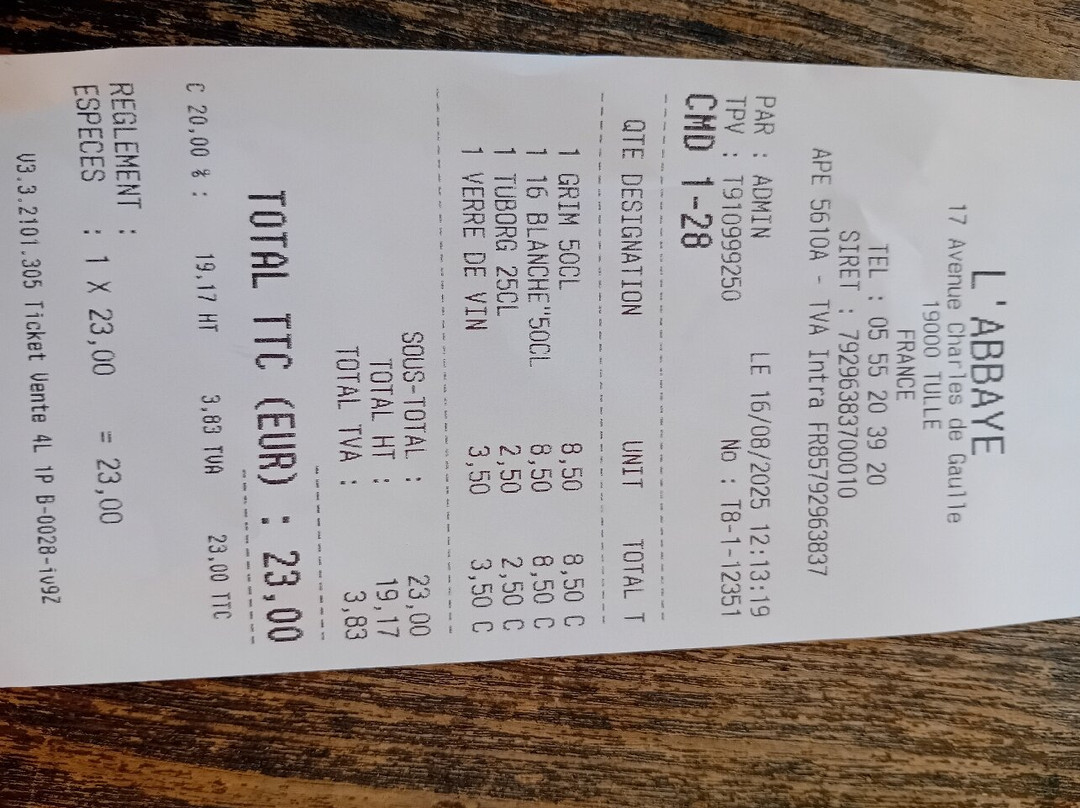 L'ABBAYE
17 Avenue Charles de Gaulle
19000 TULLE
FRANCE
TEL : 05 55 20 39 20
SIRET : 79296383700010
APE 5610A - TVA Intra FR85792963837
PAR : ADMIN LE 16/08/2025 12:13:19
TPV : T910999250 No : T8-1-12351
CMD 1-28
QTE DESIGNATION UNIT TOTAL T
1 GRIM 50CL 8,50 8,50 C
1 16 BLANCHE"50CL 8,50 8,50 C
1 TUBORG 25CL 2,50 2,50 C
1 VERRE DE VIN 3,50 3,50 C
SOUS-TOTAL : 23,00
TOTAL HT : 19,17
TOTAL TVA : 3,83
TOTAL TTC (EUR) : 23,00
C 20,00 % : 19,17 HT 3,83 TVA 23,00 TTC
REGLEMENT :
ESPECES : 1 X 23,00 = 23,00
V3.3.2101.305 Ticket Vente 4L 1P B-0028-iv9Z